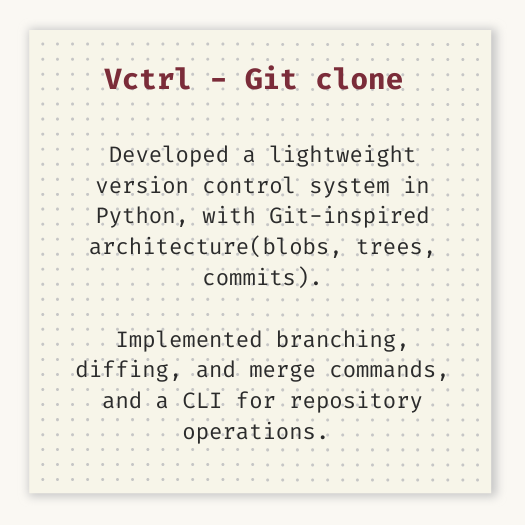 Vctrl - Git clone
Developed a lightweight
version control system in
Python, with Git-inspired
architecture(blobs, trees,
commits).
Implemented branching,
diffing, and merge commands,
and a CLI for repository
operations.